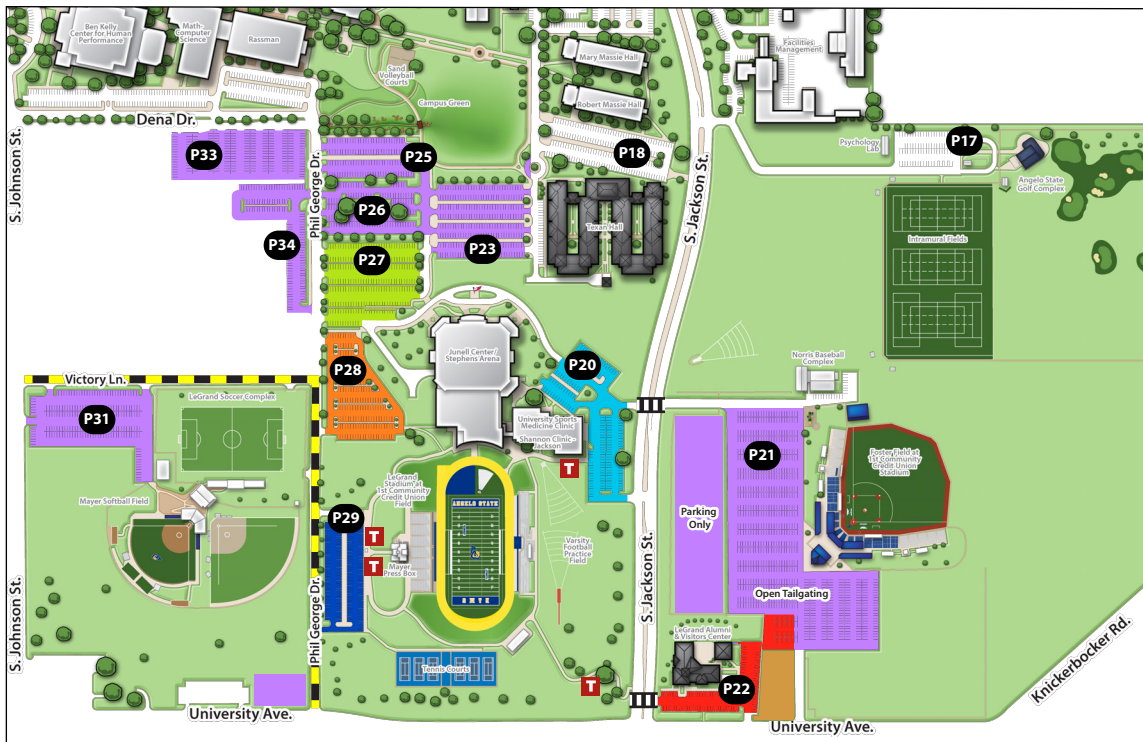 Ben Kelly
Center for Human
Performance
Math-
Computer
Science
Rassman
Sand
Volleyball
Courts
Campus Green
Mary Massie Hall
Robert Massie Hall
Facilities
Management
Dena Dr.
S. Johnson St.
P33
P25
P18
Psychology
Lab
P17
Angelo State
Golf Complex
Phil George Dr.
P26
P34
P23
Texan Hall
S. Jackson St.
Intramural Fields
P27
Junell Center/
Stephens Arena
P20
P28
Norris Baseball
Complex
Victory Ln.
LeGrand Soccer Complex
P31
University Sports
Medicine Clinic
Shannon Clinic -
Jackson
T
P21
Foster Field at
1st Community
Credit Union
Stadium
Mayer Softball Field
LeGrand
Stadium at
1st Community
Credit Union
Field
ANGELO STATE
Parking
Only
P29
T
T
Mayer
Press Box
Varsity
Football
Practice
Field
S. Jackson St.
Open Tailgating
S. Johnson St.
Phil George Dr.
LeGrand Alumni
& Visitors Center
Tennis Courts
T
P22
Knickerbocker Rd.
University Ave.
University Ave.